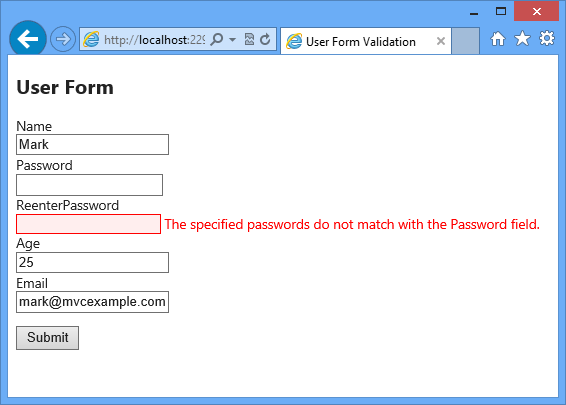 http://localhost:229
User Form Validation
User Form
Name
Mark
Password
ReenterPassword
The specified passwords do not match with the Password field.
Age
25
Email
mark@mvcexample.com
Submit